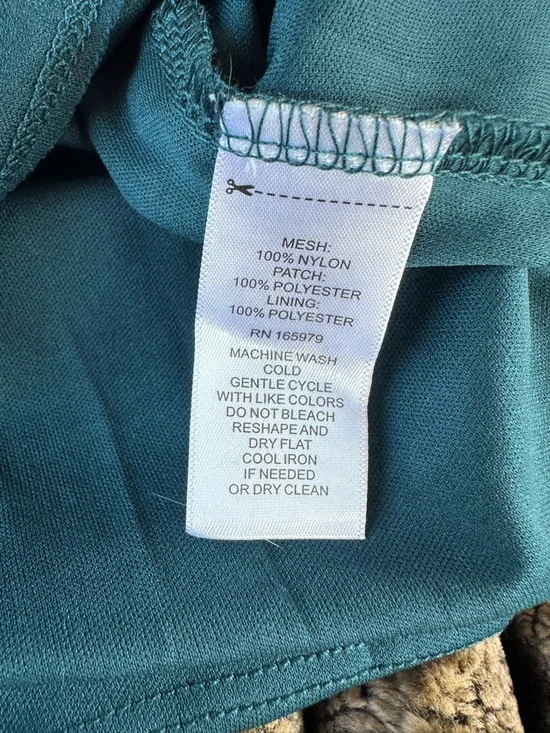 MESH:
100% NYLON
PATCH:
100% POLYESTER
LINING:
100% POLYESTER
RN 165979
MACHINE WASH
COLD
GENTLE CYCLE
WITH LIKE COLORS
DO NOT BLEACH
RESHAPE AND
DRY FLAT
COOL IRON
IF NEEDED
OR DRY CLEAN